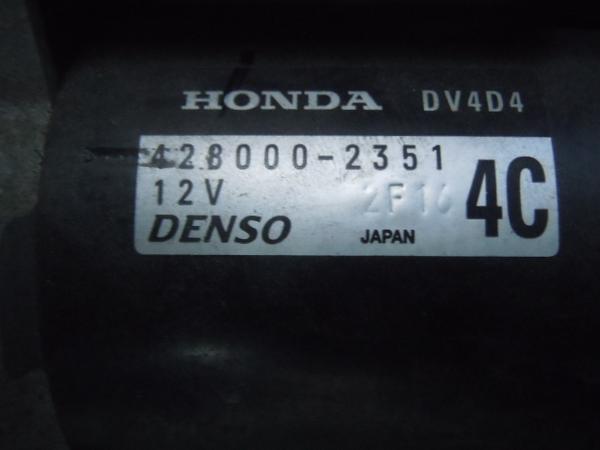 HONDA DV4D4
428000-2351
12V 2F16 4C
DENSO JAPAN